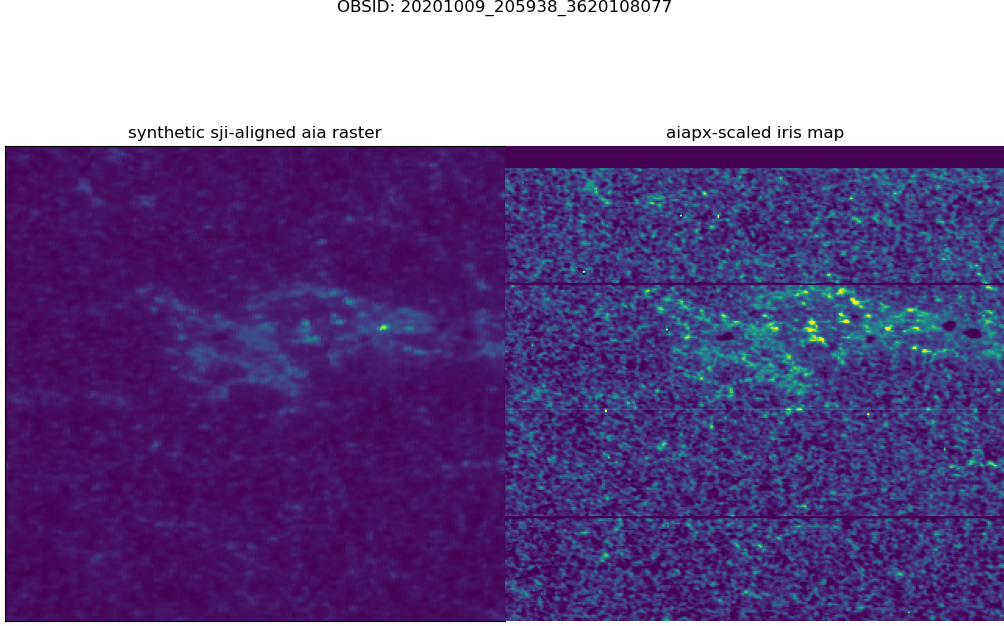 OBSID: 20201009_205938_3620108077
synthetic sji-aligned aia raster
aiapx-scaled iris map